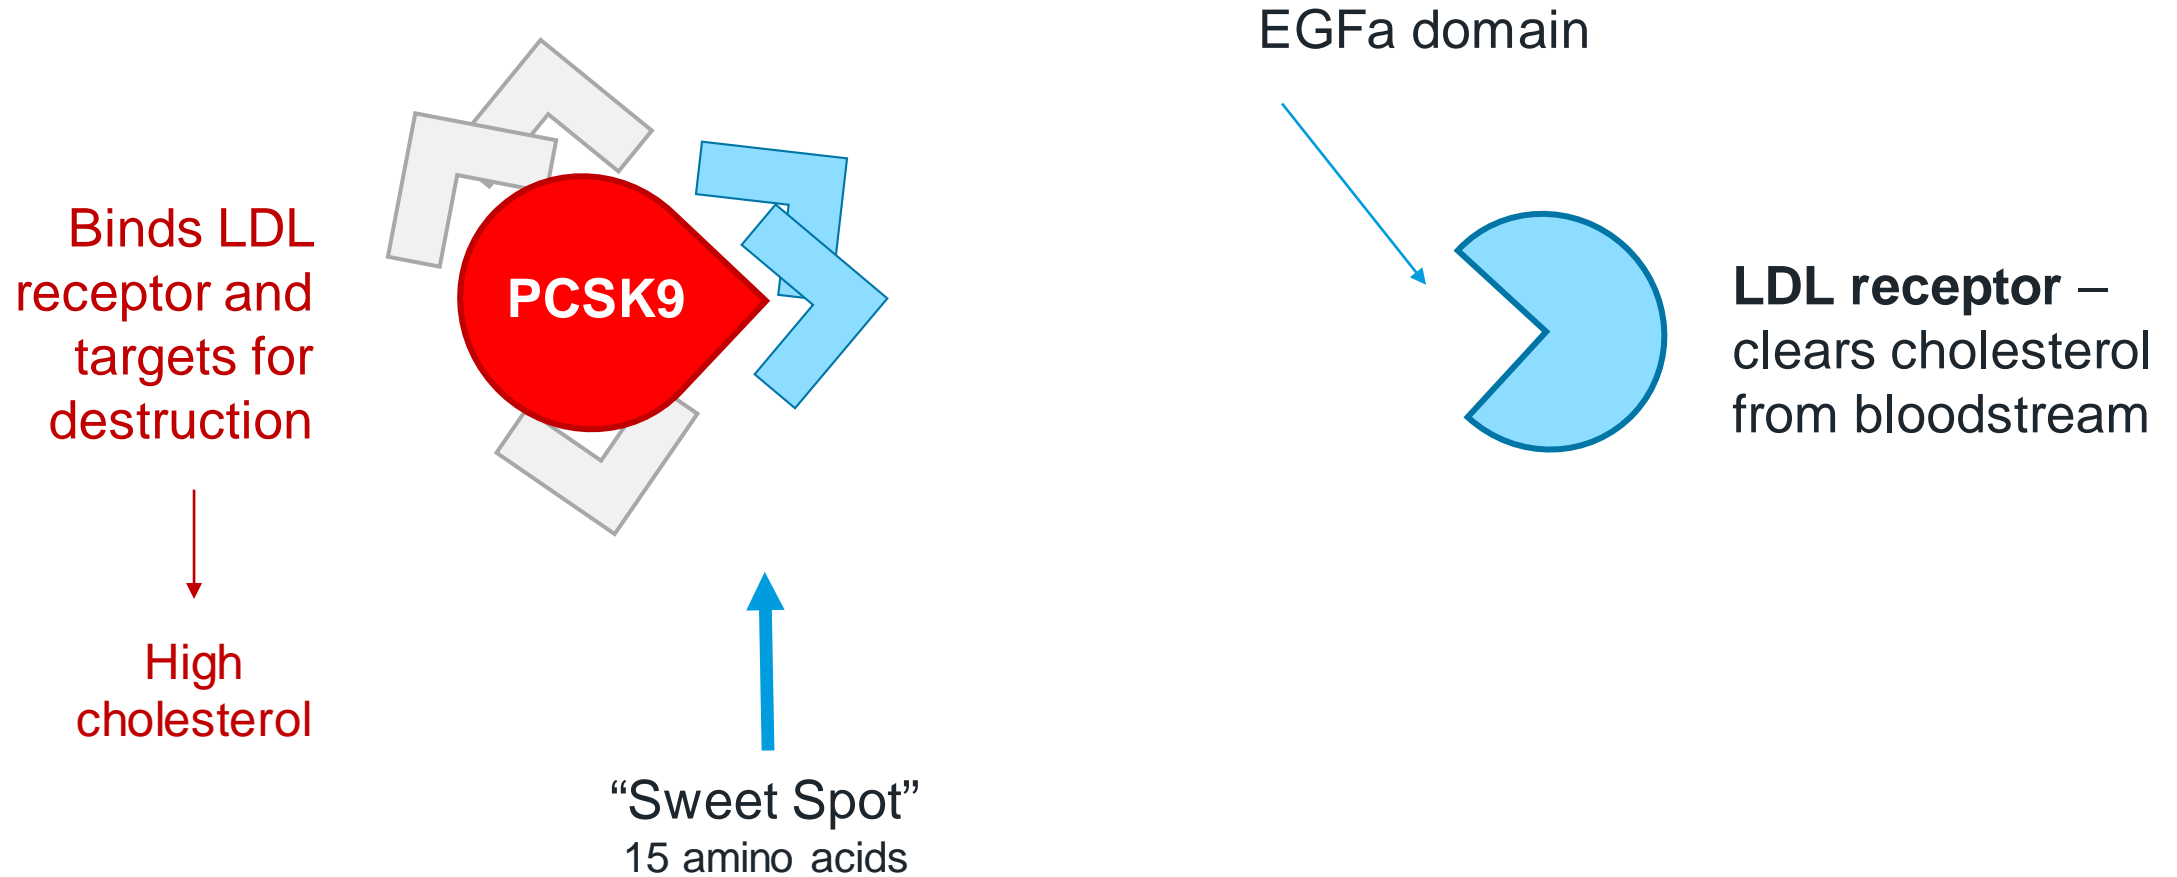 EGFa domain
Binds LDL
receptor and
targets for
destruction
PCSK9
LDL receptor –
clears cholesterol
from bloodstream
High
cholesterol
“Sweet Spot”
15 amino acids